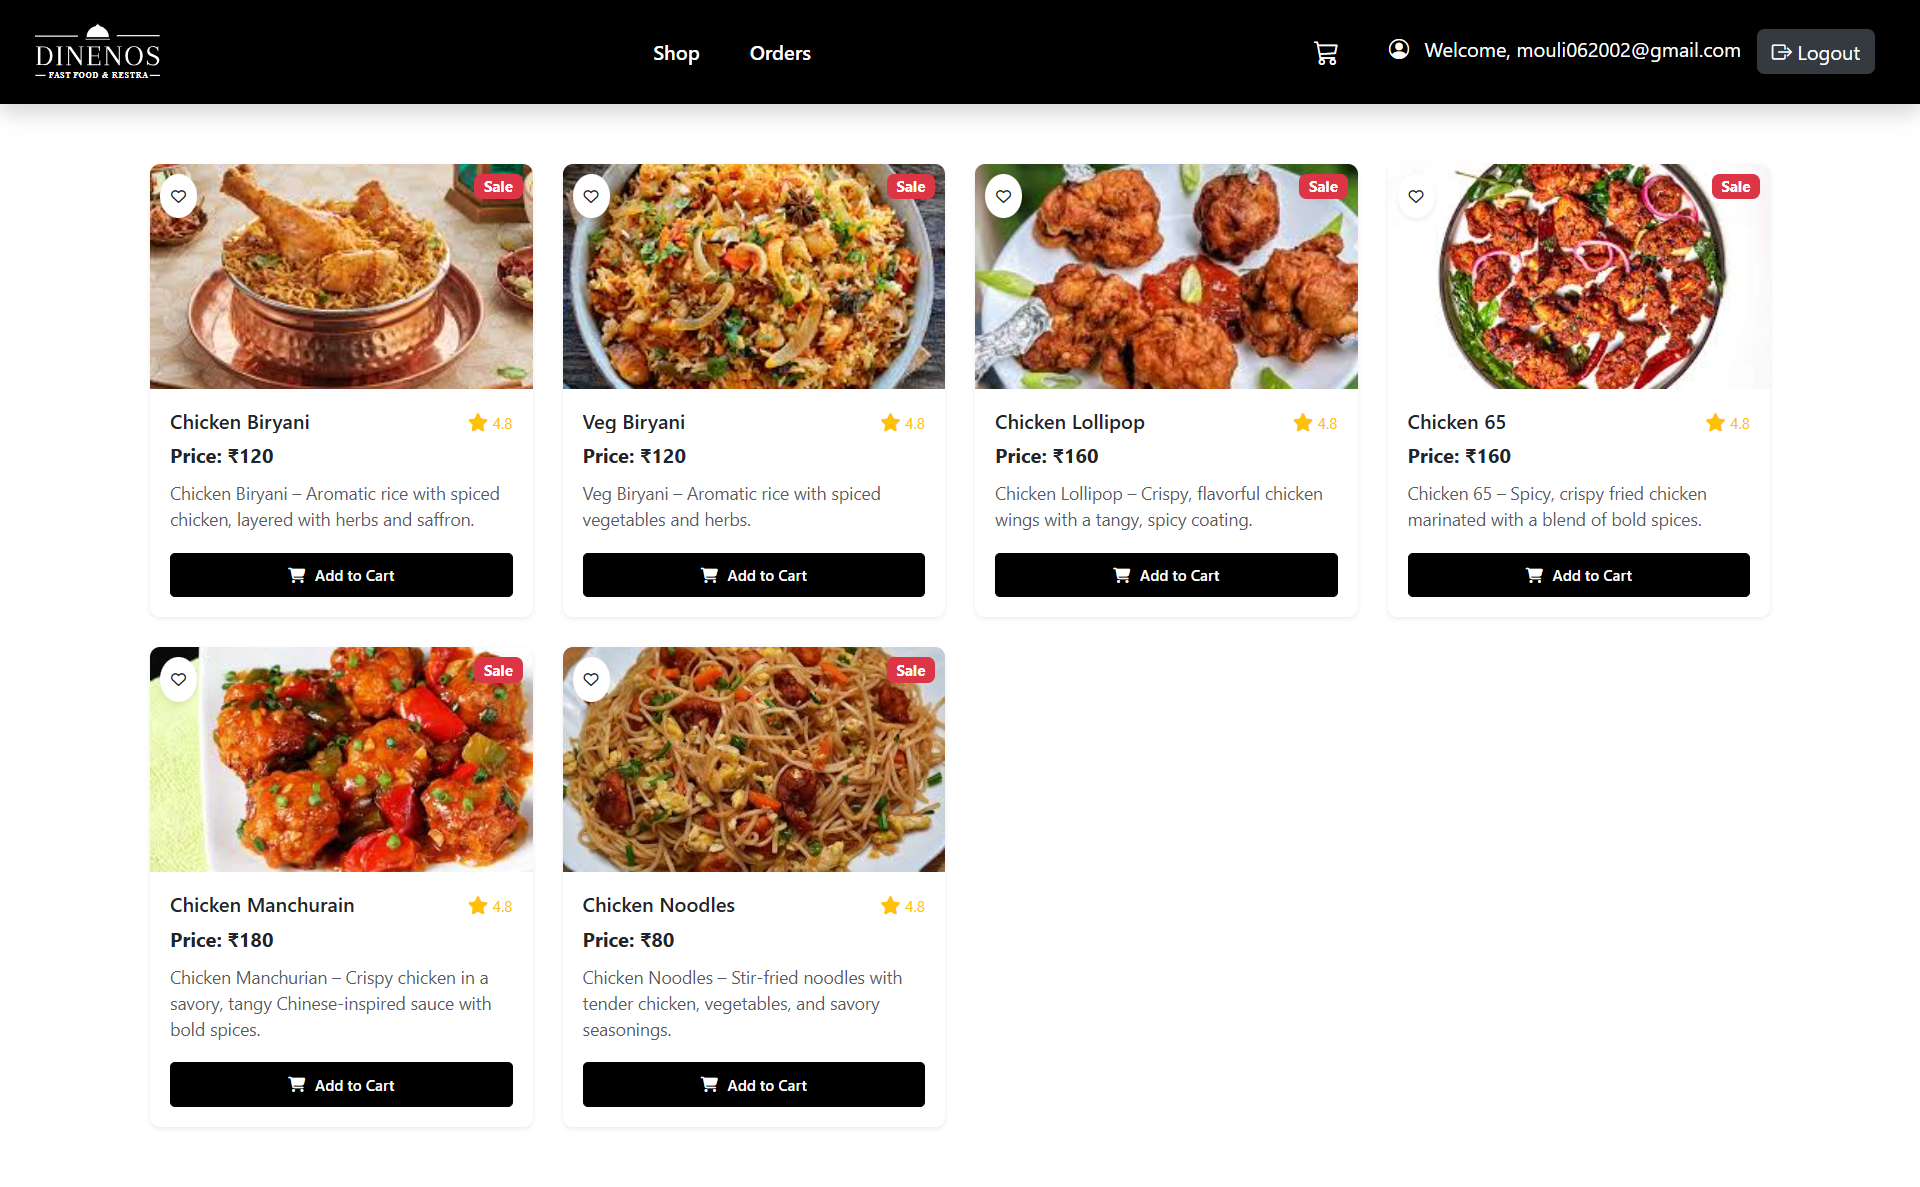 DINENOS
FAST FOOD & RESTRA
Shop
Orders
Welcome, mouli062002@gmail.com
Logout
Sale
Sale
Sale
Sale
Chicken Biryani
4.8
Price: ₹120
Chicken Biryani – Aromatic rice with spiced
chicken, layered with herbs and saffron.
Add to Cart
Veg Biryani
4.8
Price: ₹120
Veg Biryani – Aromatic rice with spiced
vegetables and herbs.
Add to Cart
Chicken Lollipop
4.8
Price: ₹160
Chicken Lollipop – Crispy, flavorful chicken
wings with a tangy, spicy coating.
Add to Cart
Chicken 65
4.8
Price: ₹160
Chicken 65 – Spicy, crispy fried chicken
marinated with a blend of bold spices.
Add to Cart
Sale
Sale
Chicken Manchurain
4.8
Price: ₹180
Chicken Manchurian – Crispy chicken in a
savory, tangy Chinese-inspired sauce with
bold spices.
Add to Cart
Chicken Noodles
4.8
Price: ₹80
Chicken Noodles – Stir-fried noodles with
tender chicken, vegetables, and savory
seasonings.
Add to Cart